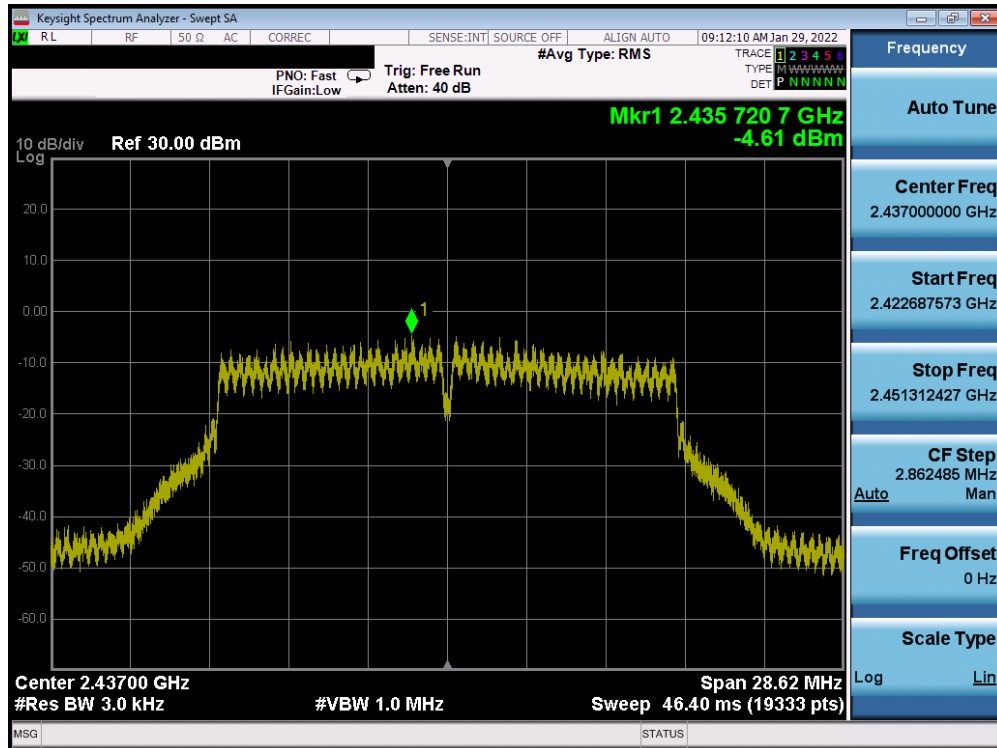 Keysight Spectrum Analyzer - Swept SA
LXI RL RF 50 Ω AC CORREC SENSE:INT SOURCE OFF ALIGN AUTO 09:12:10 AM Jan 29, 2022
#Avg Type: RMS TRACE 1 2 3 4 5 6
PNO: Fast Trig: Free Run TYPE M WWWWW
IFGain:Low Atten: 40 dB DET P N N N N N
Mkr1 2.435 720 7 GHz
-4.61 dBm
10 dB/div Ref 30.00 dBm
Log
1
20.0
10.0
0.00
-10.0
-20.0
-30.0
-40.0
-50.0
-60.0
Center 2.43700 GHz Span 28.62 MHz
#Res BW 3.0 kHz #VBW 1.0 MHz Sweep 46.40 ms (19333 pts)
MSG STATUS
Frequency
Auto Tune
Center Freq
2.437000000 GHz
Start Freq
2.422687573 GHz
Stop Freq
2.451312427 GHz
CF Step
2.862485 MHz
Auto Man
Freq Offset
0 Hz
Scale Type
Log Lin